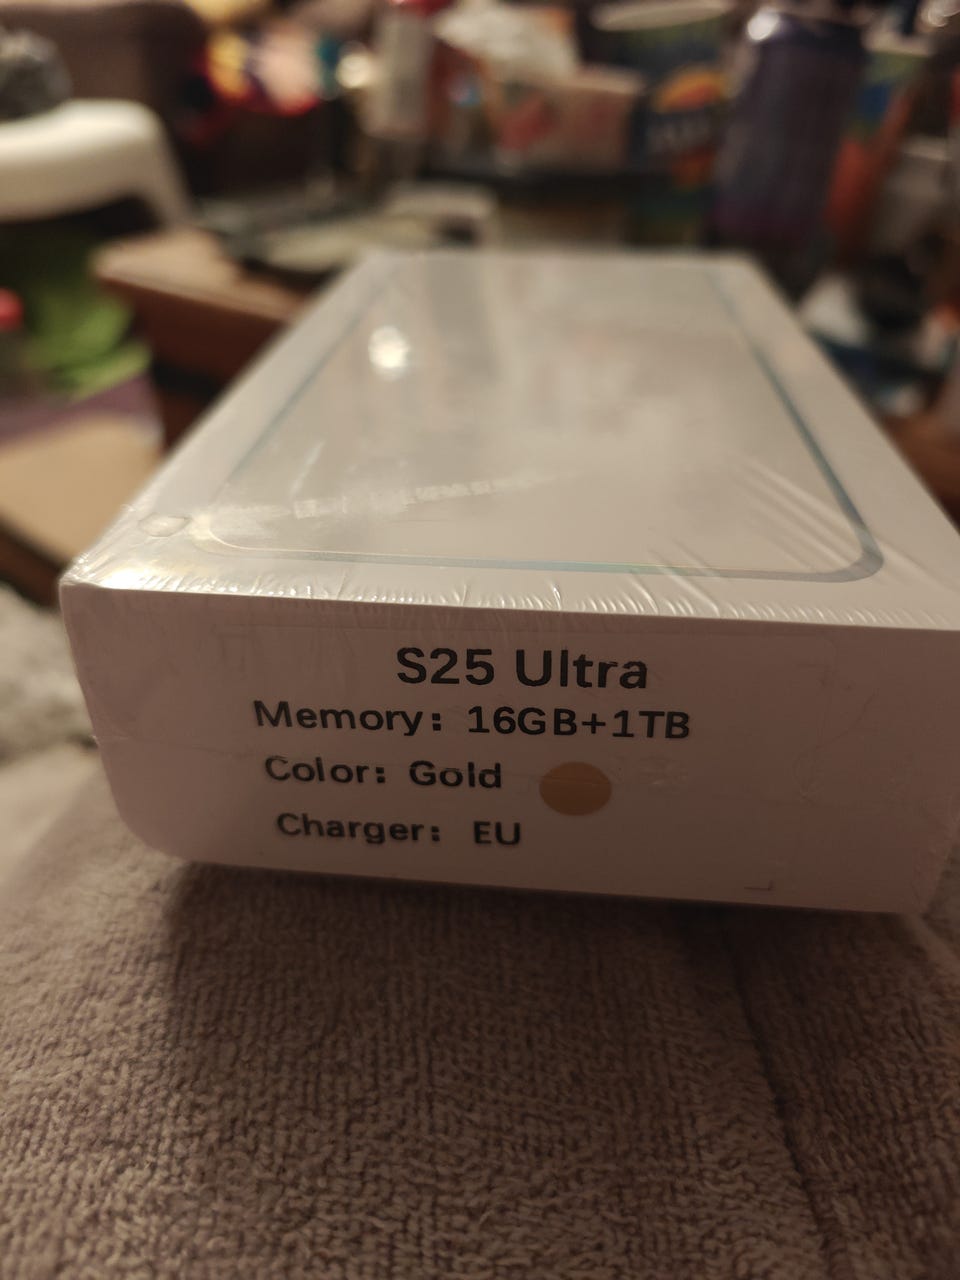 S25 Ultra
Memory: 16GB+1TB
Color: Gold
Charger: EU